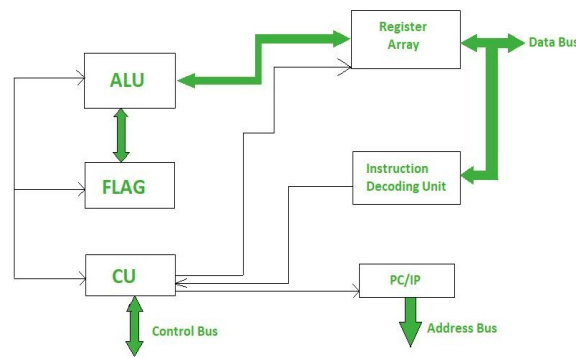 Register
Array
Data Bus
ALU
FLAG
Instruction
Decoding Unit
CU
PC/IP
Control Bus
Address Bus